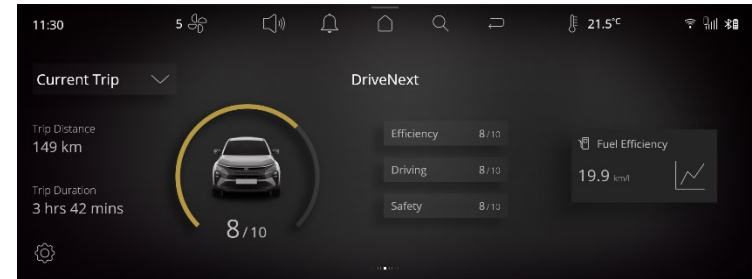 11:30
5
21.5°C
Current Trip
DriveNext
Trip Distance
149 km
Trip Duration
3 hrs 42 mins
8/10
Efficiency 8/10
Driving 8/10
Safety 8/10
Fuel Efficiency
19.9 km/l